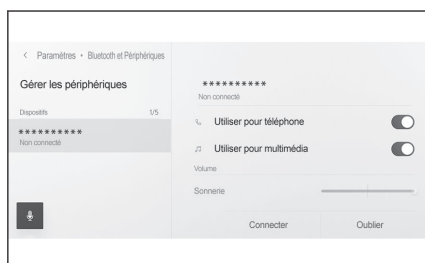 < Paramètres • Bluetooth et Périphériques
Gérer les périphériques
Dispositifs 1/5
**********
Non connecté
**********
Non connecté
Utiliser pour téléphone
Utiliser pour multimédia
Volume
Sonnerie
Connecter Oublier